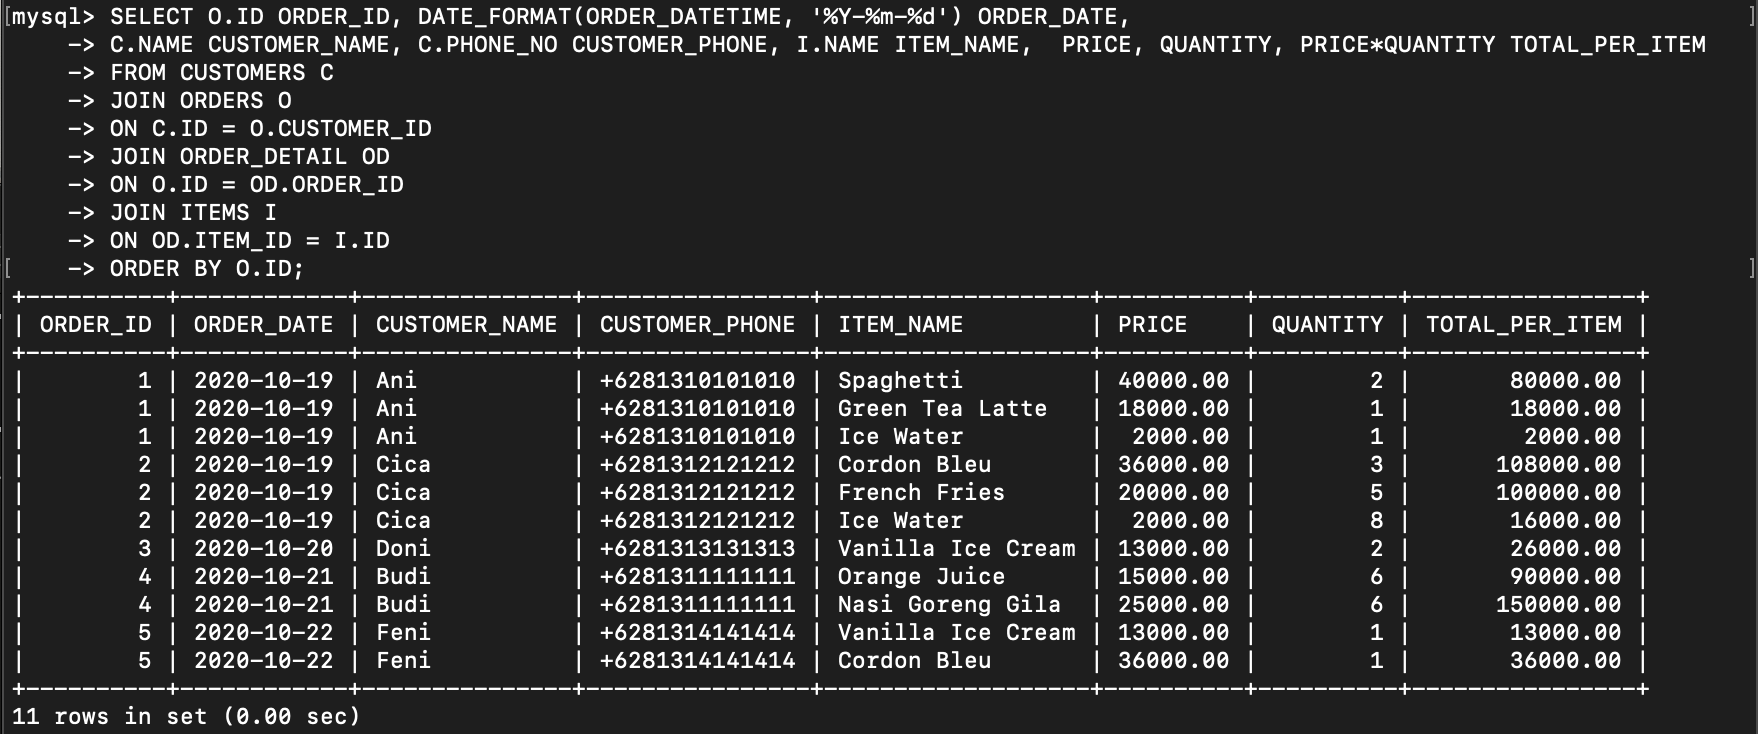 [mysql> SELECT O.ID ORDER_ID, DATE_FORMAT(ORDER_DATETIME, '%Y-%m-%d') ORDER_DATE, ]
    -> C.NAME CUSTOMER_NAME, C.PHONE_NO CUSTOMER_PHONE, I.NAME ITEM_NAME,  PRICE, QUANTITY, PRICE*QUANTITY TOTAL_PER_ITEM
    -> FROM CUSTOMERS C
    -> JOIN ORDERS O
    -> ON C.ID = O.CUSTOMER_ID
    -> JOIN ORDER_DETAIL OD
    -> ON O.ID = OD.ORDER_ID
    -> JOIN ITEMS I
    -> ON OD.ITEM_ID = I.ID
[    -> ORDER BY O.ID; ]
+----------+------------+---------------+----------------+-------------------+----------+----------+----------------+
| ORDER_ID | ORDER_DATE | CUSTOMER_NAME | CUSTOMER_PHONE | ITEM_NAME         | PRICE    | QUANTITY | TOTAL_PER_ITEM |
+----------+------------+---------------+----------------+-------------------+----------+----------+----------------+
|        1 | 2020-10-19 | Ani           | +6281310101010 | Spaghetti         | 40000.00 |        2 |       80000.00 |
|        1 | 2020-10-19 | Ani           | +6281310101010 | Green Tea Latte   | 18000.00 |        1 |       18000.00 |
|        1 | 2020-10-19 | Ani           | +6281310101010 | Ice Water         |  2000.00 |        1 |        2000.00 |
|        2 | 2020-10-19 | Cica          | +6281312121212 | Cordon Bleu       | 36000.00 |        3 |      108000.00 |
|        2 | 2020-10-19 | Cica          | +6281312121212 | French Fries      | 20000.00 |        5 |      100000.00 |
|        2 | 2020-10-19 | Cica          | +6281312121212 | Ice Water         |  2000.00 |        8 |       16000.00 |
|        3 | 2020-10-20 | Doni          | +6281313131313 | Vanilla Ice Cream | 13000.00 |        2 |       26000.00 |
|        4 | 2020-10-21 | Budi          | +6281311111111 | Orange Juice      | 15000.00 |        6 |       90000.00 |
|        4 | 2020-10-21 | Budi          | +6281311111111 | Nasi Goreng Gila  | 25000.00 |        6 |      150000.00 |
|        5 | 2020-10-22 | Feni          | +6281314141414 | Vanilla Ice Cream | 13000.00 |        1 |       13000.00 |
|        5 | 2020-10-22 | Feni          | +6281314141414 | Cordon Bleu       | 36000.00 |        1 |       36000.00 |
+----------+------------+---------------+----------------+-------------------+----------+----------+----------------+
11 rows in set (0.00 sec)